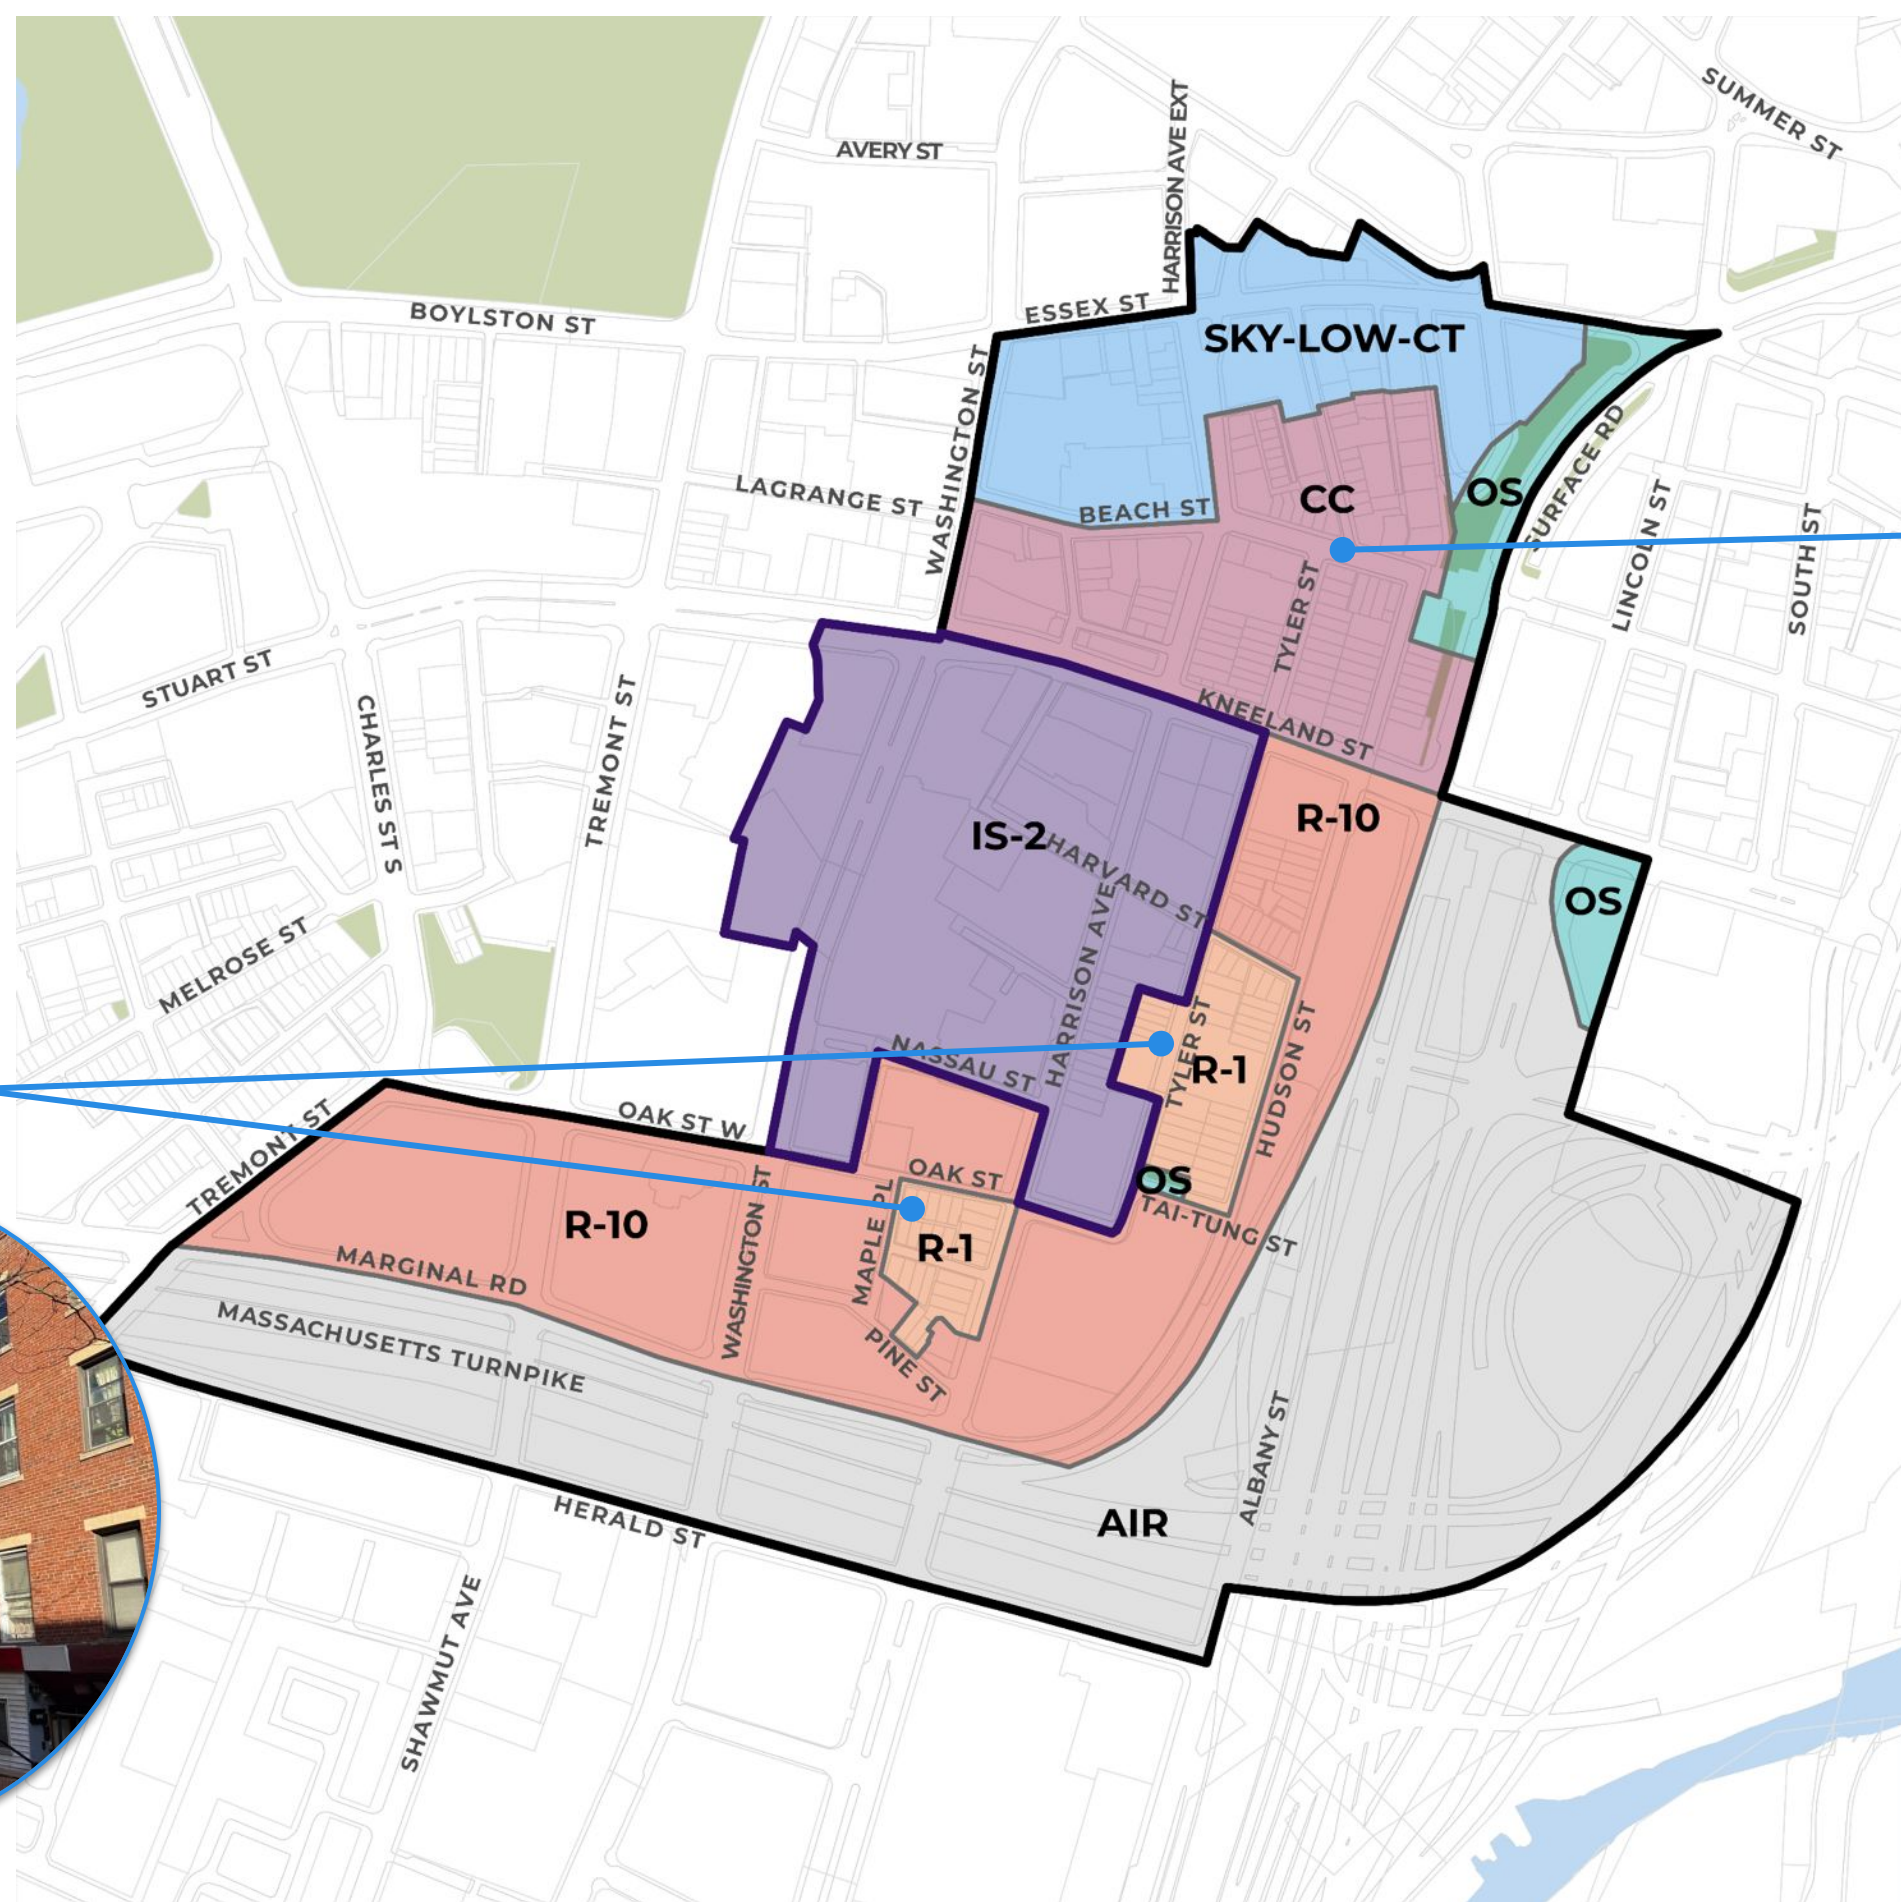 SUMMER ST
HARRISON AVE EXT
AVERY ST
BOYLSTON ST
ESSEX ST
SKY-LOW-CT
WASHINGTON ST
SURFACE RD
LAGRANGE ST
BEACH ST
CC
OS
LINCOLN ST
SOUTH ST
TYLER ST
STUART ST
CHARLES ST S
TREMONT ST
KNEELAND ST
R-10
IS-2
HARVARD ST
OS
MELROSE ST
HARRISON AVE
TYLER ST
R-1
HUDSON ST
NASSAU ST
TREMONT ST
OAK ST W
OAK ST
OS
TAI-TUNG ST
R-10
WASHINGTON ST
MAPLE PL
R-1
MARGINAL RD
MASSACHUSETTS TURNPIKE
PINE ST
ALBANY ST
AIR
HERALD ST
SHAWMUT AVE